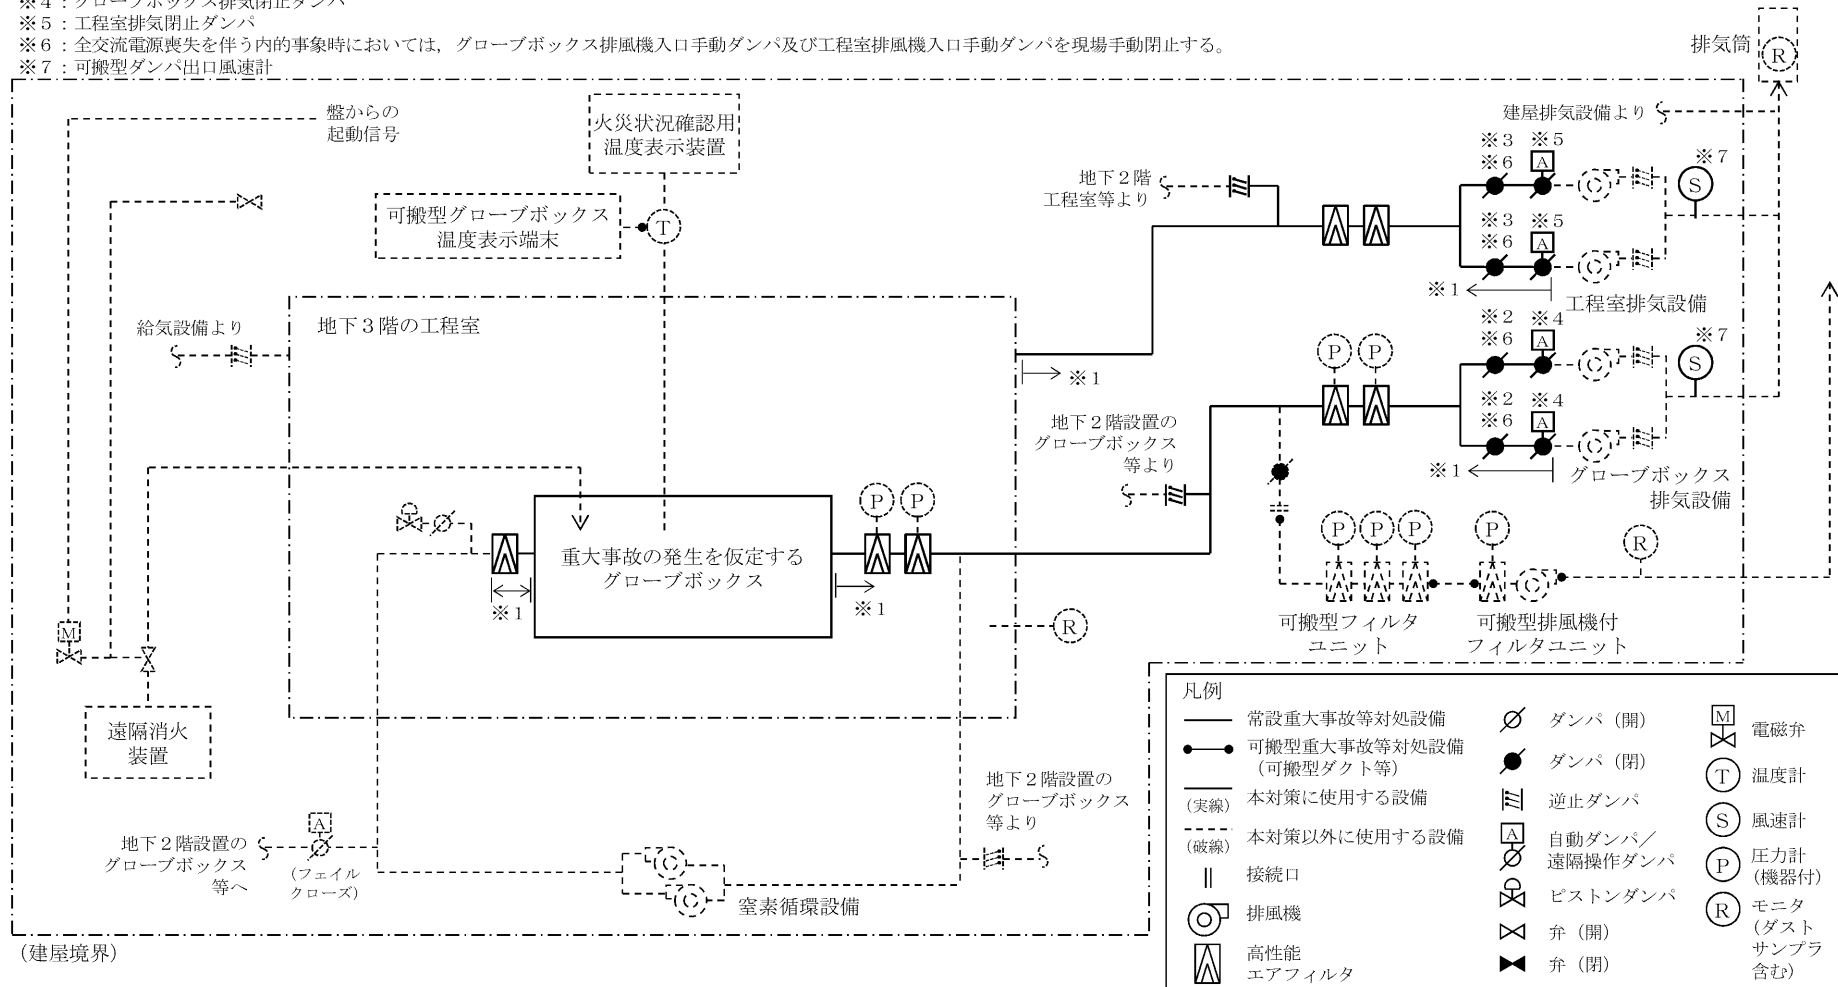 ※4：グローブボックス排気閉止ダンパ
※5：工程室排気閉止ダンパ
※6：全交流電源喪失を伴う内的事象時においては，グローブボックス排風機入口手動ダンパ及び工程室排風機入口手動ダンパを現場手動閉止する。
※7：可搬型ダンパ出口風速計
排気筒
R
盤からの
起動信号
火災状況確認用
温度表示装置
建屋排気設備より
※3 ※5
※6 A
※7
S
地下２階
工程室等より
可搬型グローブボックス
温度表示端末
T
※3 ※5
※6 A
※1
工程室排気設備
給気設備より
地下３階の工程室
※1
P P
※2 ※4
※6 A
※7
S
※2 ※4
※6 A
※1
グローブボックス
排気設備
地下２階設置の
グローブボックス
等より
P P
重大事故の発生を仮定する
グローブボックス
※1
※1
P P P P
R
可搬型フィルタ
ユニット
可搬型排風機付
フィルタユニット
R
M
遠隔消火
装置
地下２階設置の
グローブボックス
等へ
A
(フェイル
クローズ)
窒素循環設備
地下２階設置の
グローブボックス
等より
(建屋境界)
凡例
常設重大事故等対処設備
可搬型重大事故等対処設備
（可搬型ダクト等）
(実線)
本対策に使用する設備
(破線)
本対策以外に使用する設備
接続口
排風機
高性能
エアフィルタ
ダンパ（開）
ダンパ（閉）
逆止ダンパ
A
自動ダンパ／
遠隔操作ダンパ
ピストンダンパ
弁（開）
弁（閉）
M
電磁弁
T
温度計
S
風速計
P
圧力計
(機器付)
R
モニタ
(ダスト
サンプラ
含む)